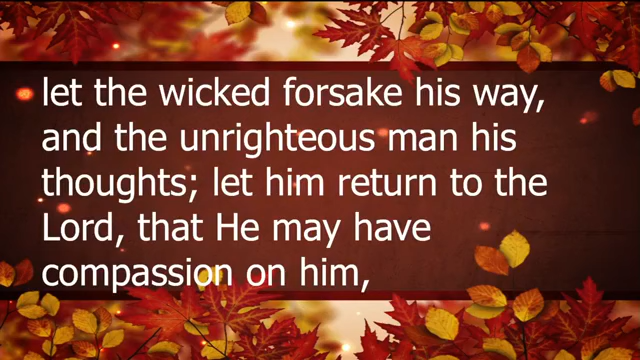 let the wicked forsake his way,
and the unrighteous man his
thoughts; let him return to the
Lord, that He may have
compassion on him,